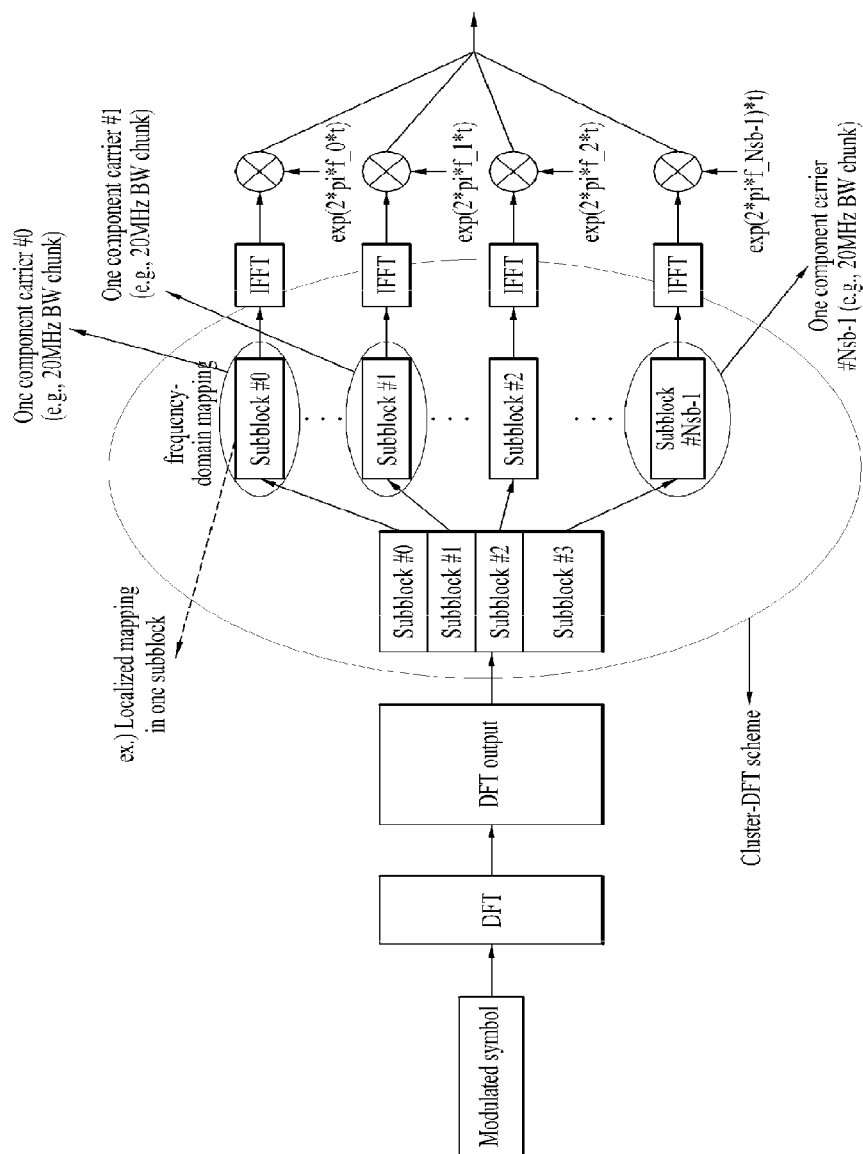 Modulated symbol
DFT
DFT output
Subblock #0
Subblock #1
Subblock #2
Subblock #3
Cluster-DFT scheme
ex.) Localized mapping
in one subblock
frequency-
domain mapping
One component carrier #0
(e.g., 20MHz BW chunk)
One component carrier #1
(e.g., 20MHz BW chunk)
Subblock #0
IFFT
exp(2*pi*f_0*t)
. . .
Subblock #1
IFFT
exp(2*pi*f_1*t)
. . .
Subblock #2
IFFT
exp(2*pi*f_2*t)
. . .
Subblock
#Nsb-1
IFFT
exp(2*pi*f_Nsb-1)*t)
One component carrier
#Nsb-1 (e.g., 20MHz BW chunk)